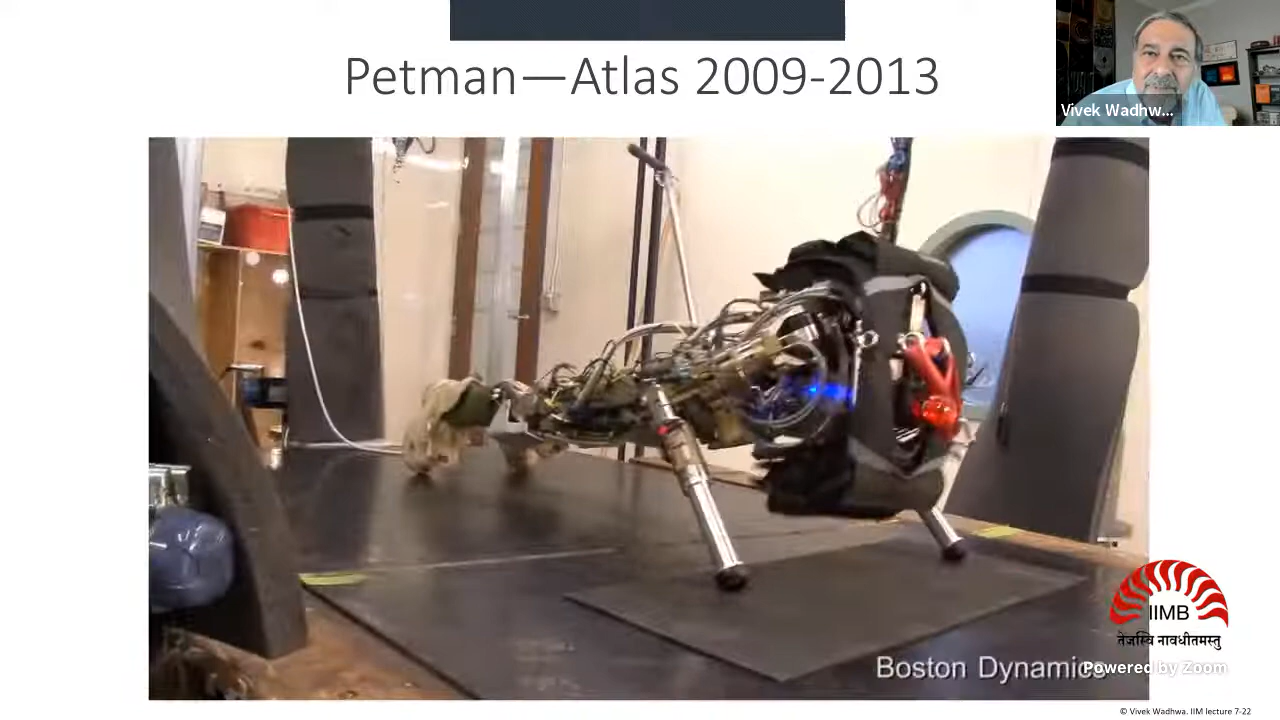 Petman—Atlas 2009-2013
Vivek Wadhw...
IIMB
तेजस्वि नावधीतमस्तु
Boston Dynamics
Powered by Zoom
© Vivek Wadhwa. IIM lecture 7-22